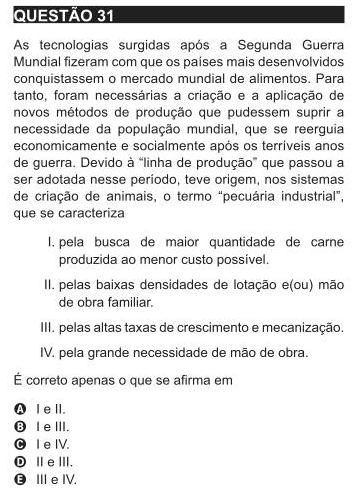 QUESTÃO 31
As tecnologias surgidas após a Segunda Guerra
Mundial fizeram com que os países mais desenvolvidos
conquistassem o mercado mundial de alimentos. Para
tanto, foram necessárias a criação e a aplicação de
novos métodos de produção que pudessem suprir a
necessidade da população mundial, que se reerguia
economicamente e socialmente após os terríveis anos
de guerra. Devido à “linha de produção” que passou a
ser adotada nesse período, teve origem, nos sistemas
de criação de animais, o termo “pecuária industrial”,
que se caracteriza
I. pela busca de maior quantidade de carne
produzida ao menor custo possível.
II. pelas baixas densidades de lotação e(ou) mão
de obra familiar.
III. pelas altas taxas de crescimento e mecanização.
IV. pela grande necessidade de mão de obra.
É correto apenas o que se afirma em
A I e II.
B I e III.
C I e IV.
D II e III.
E III e IV.